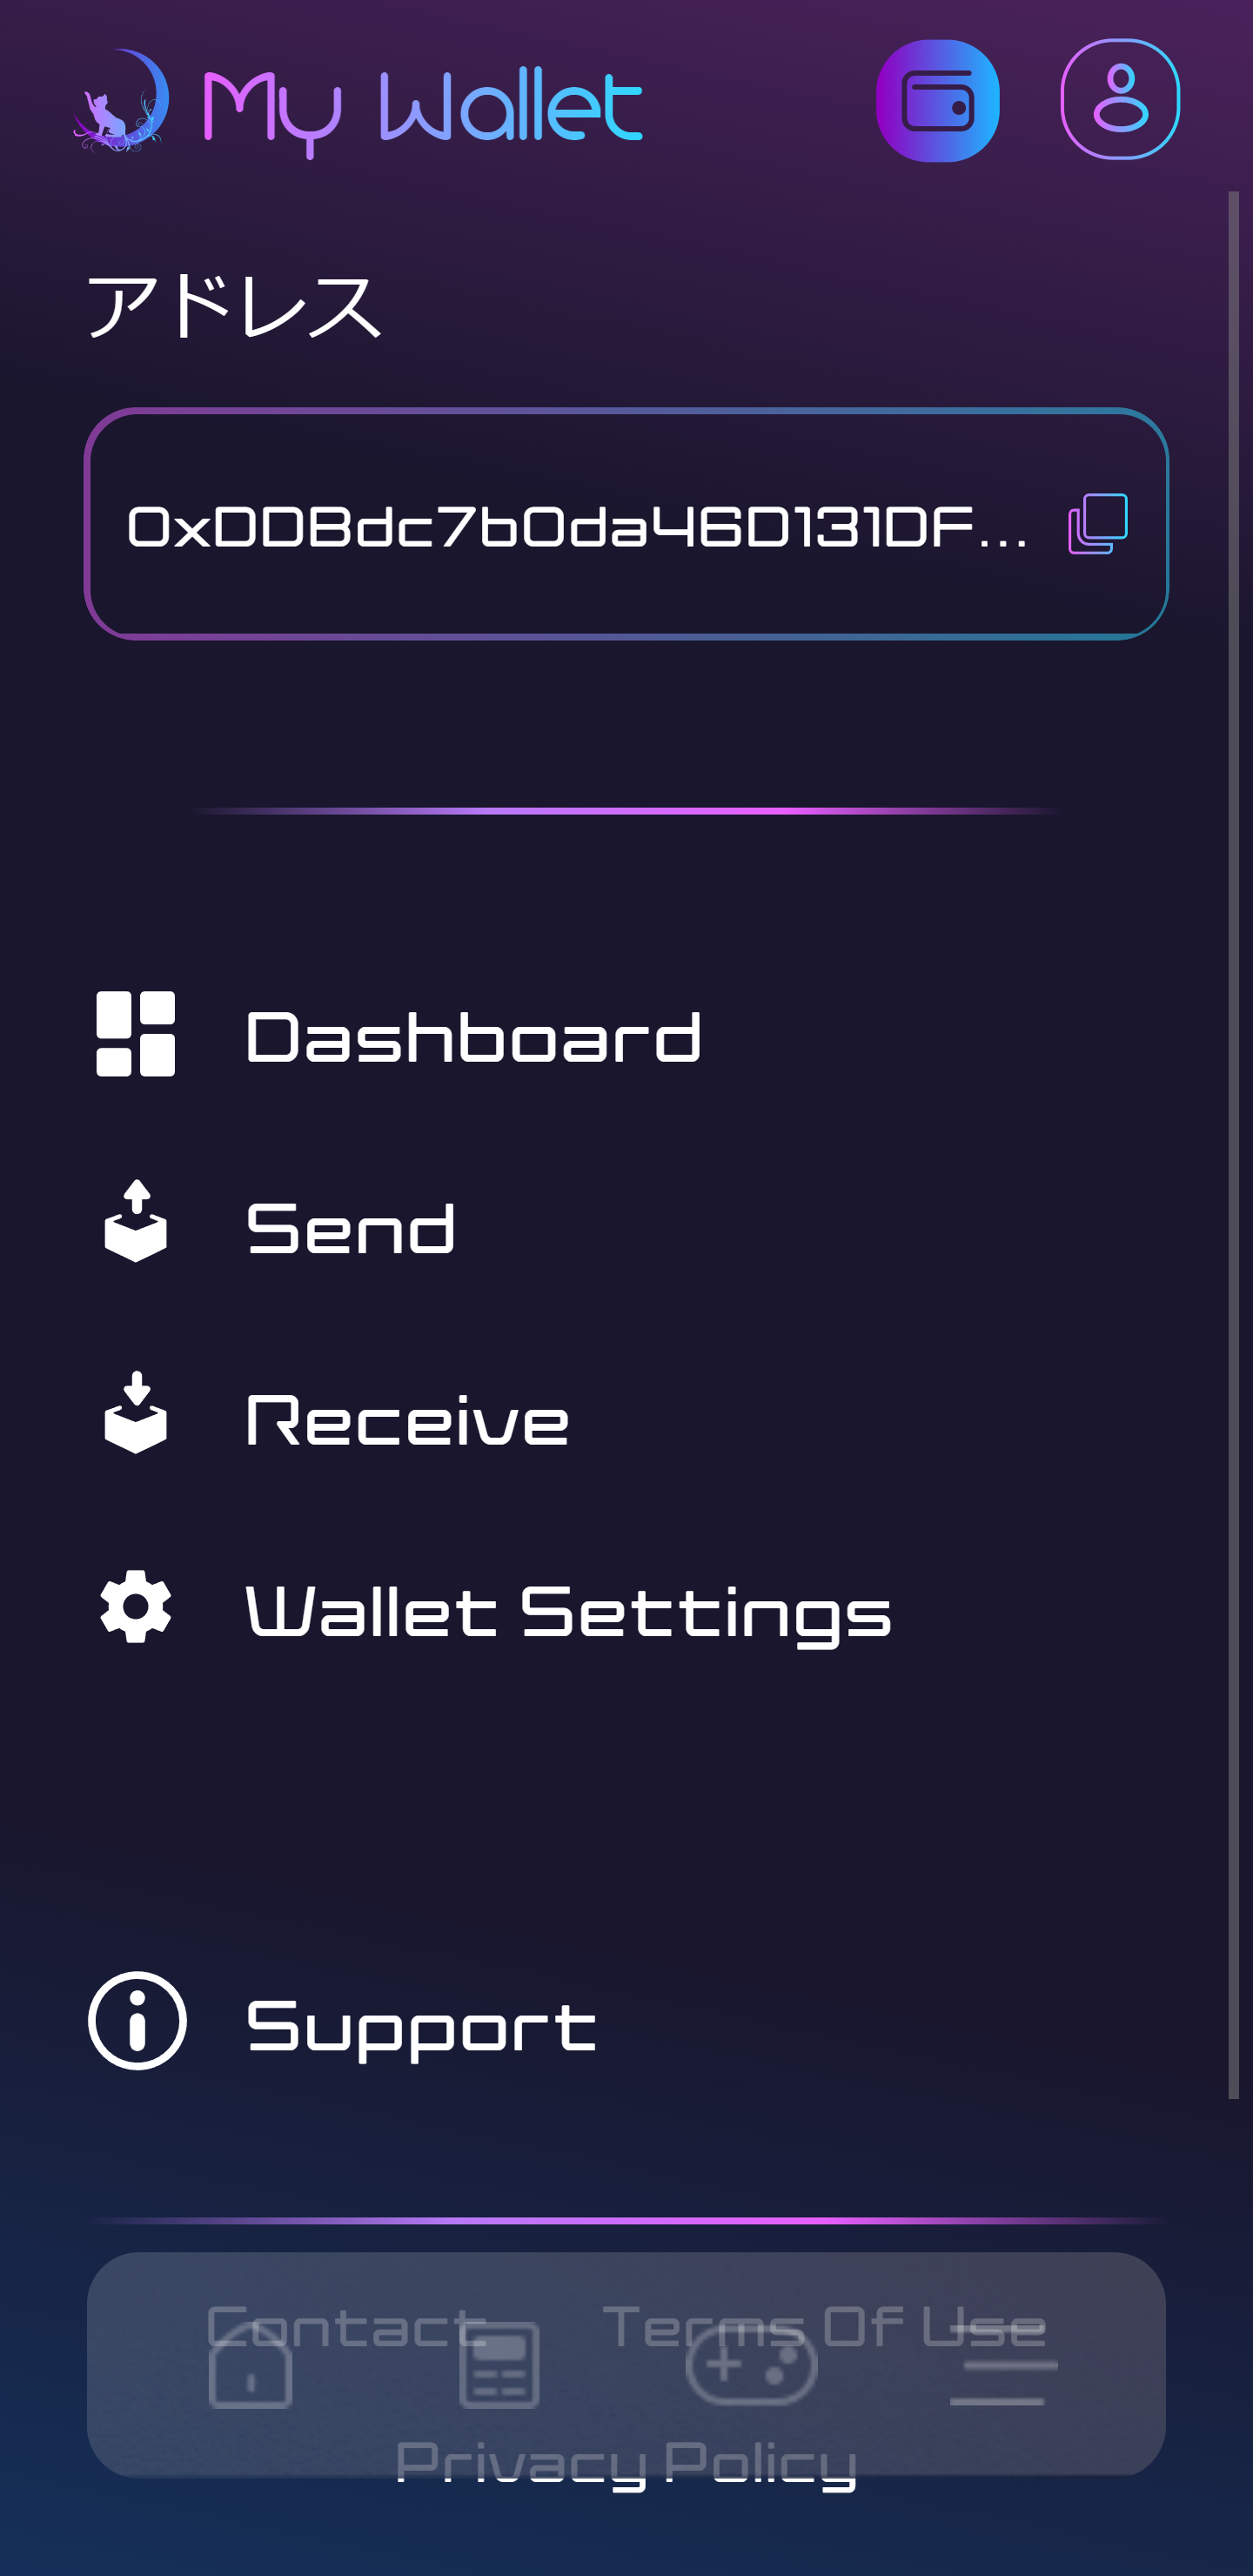 My Wallet
アドレス
0xDDBdc7b0da46D131DF...
Dashboard
Send
Receive
Wallet Settings
Support
Contact Terms Of Use
Privacy Policy